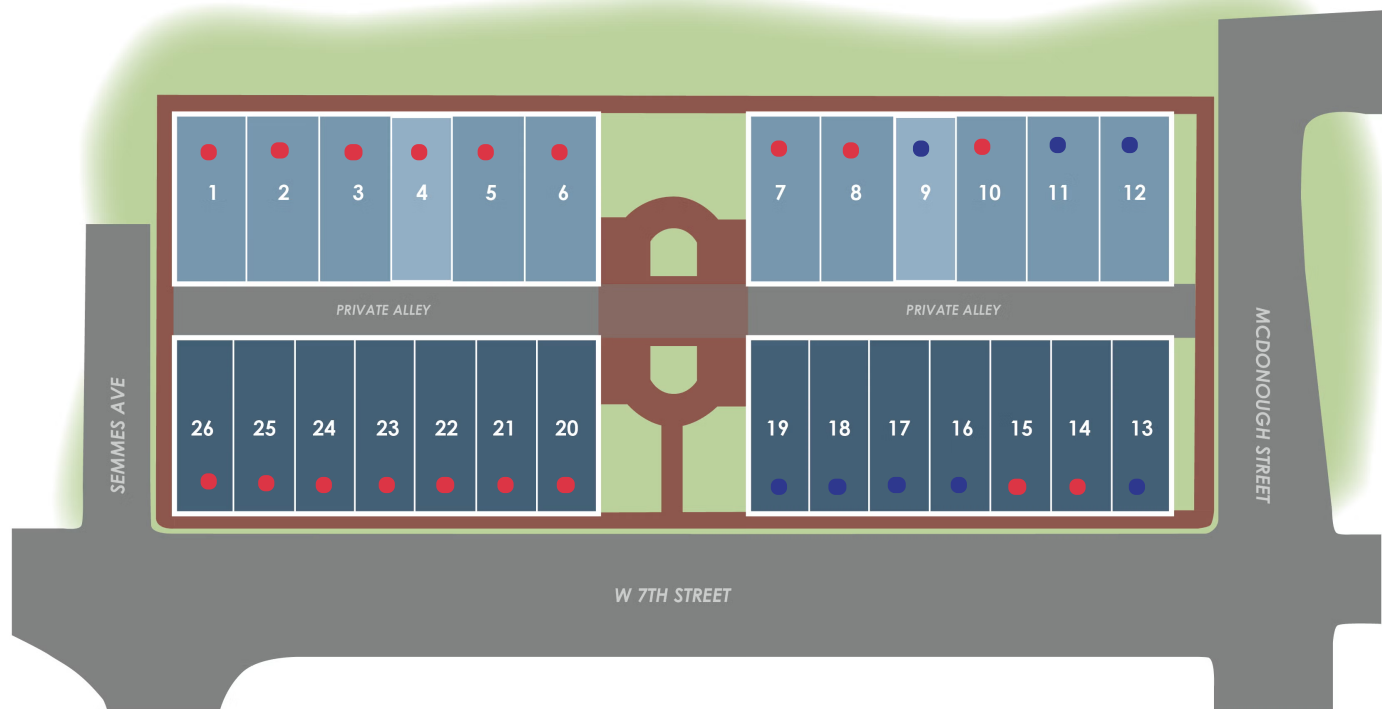 1 2 3 4 5 6 7 8 9 10 11 12
PRIVATE ALLEY PRIVATE ALLEY
SEMMES AVE
MCDONOUGH STREET
26 25 24 23 22 21 20 19 18 17 16 15 14 13
W 7TH STREET